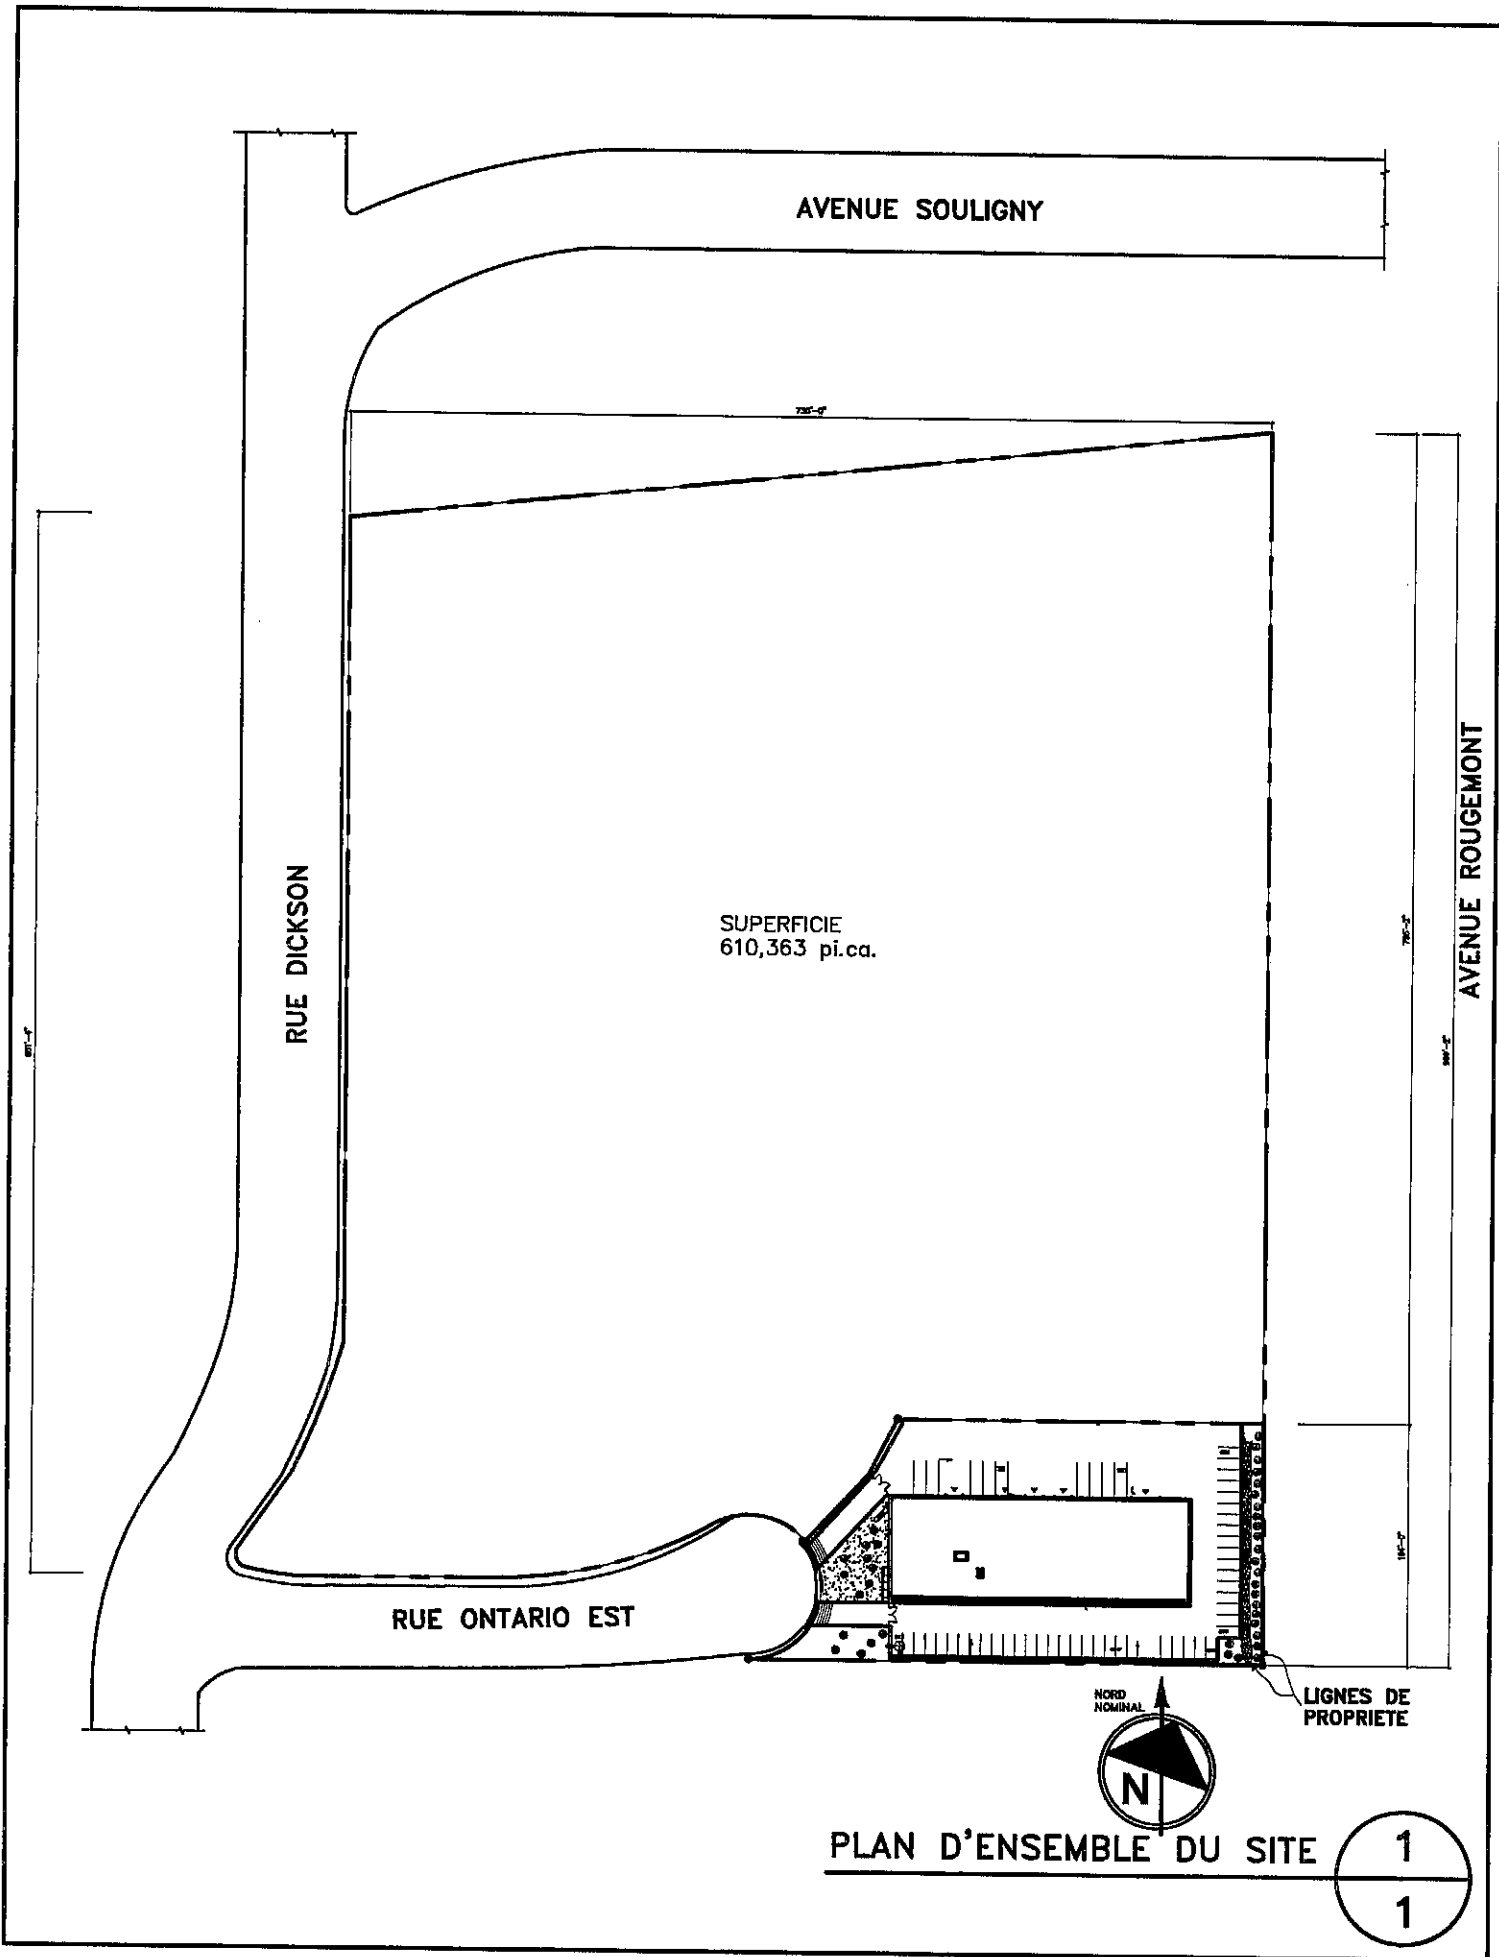 AVENUE SOULIGNY
RUE DICKSON
SUPERFICIE
610,363 pi.ca.
AVENUE ROUGEMONT
RUE ONTARIO EST
LIGNES DE
PROPRIETE
NORD
NOMINAL
N
PLAN D'ENSEMBLE DU SITE
1
1